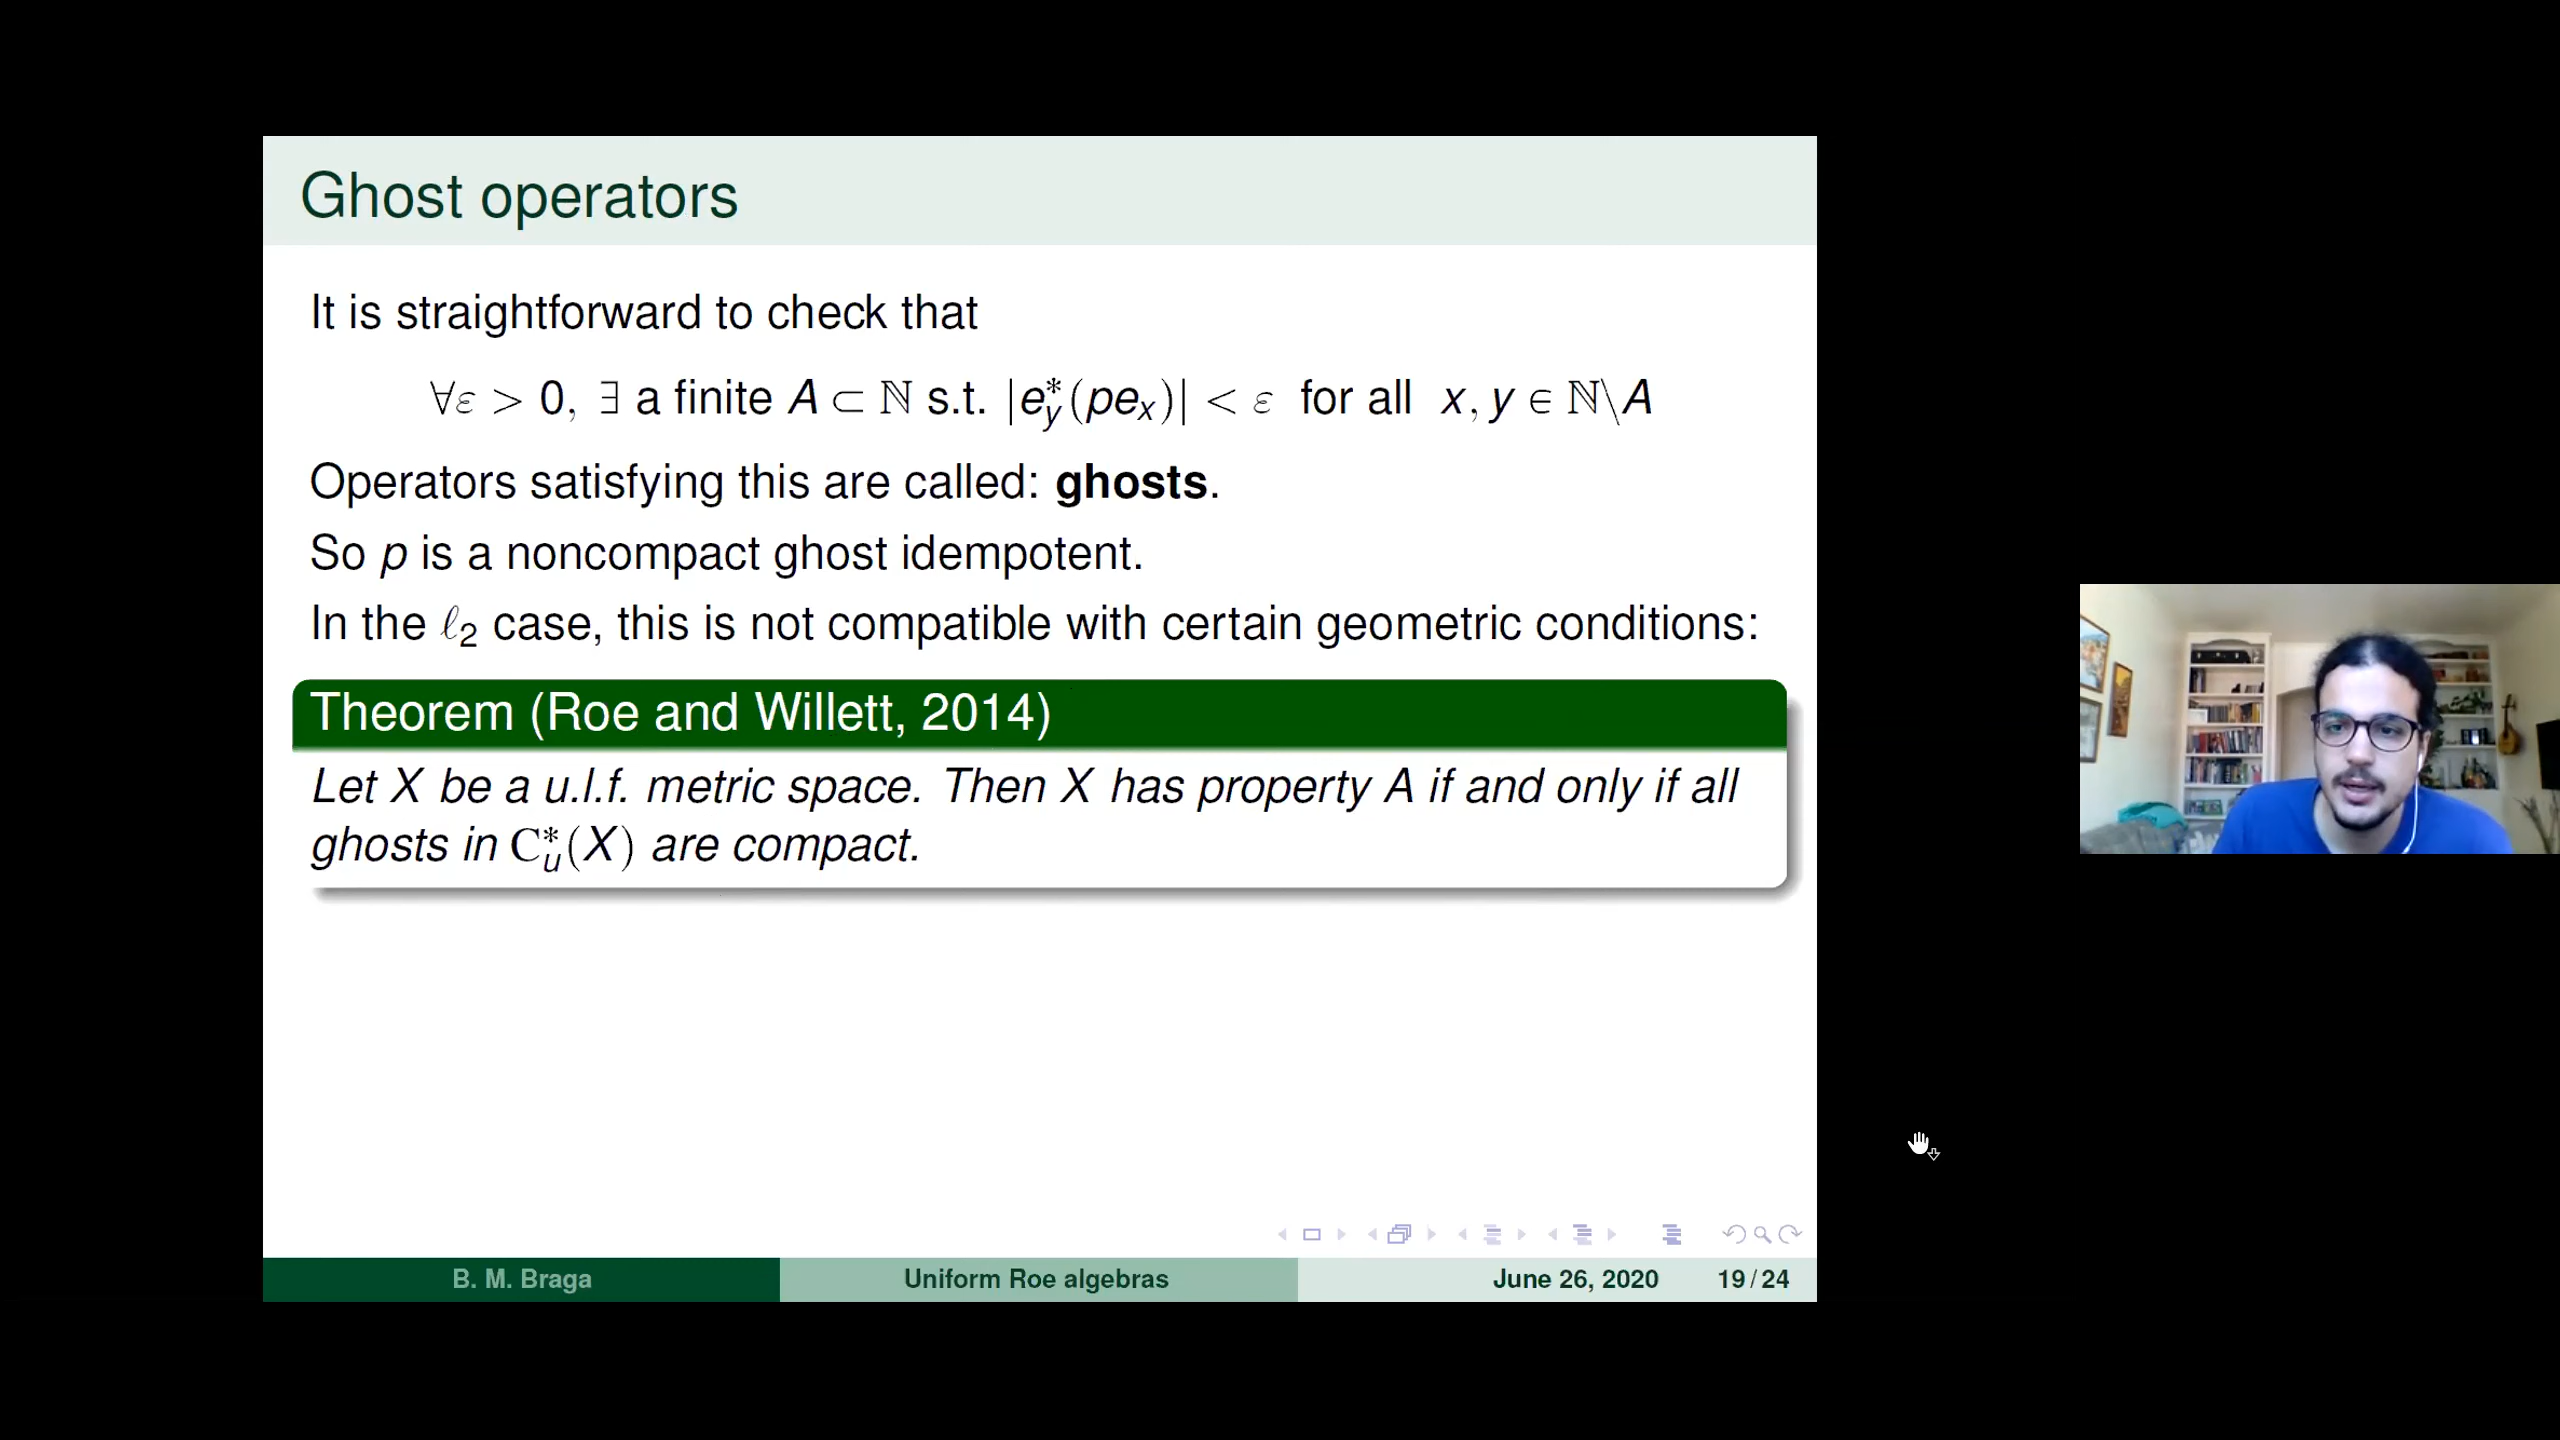 Ghost operators
It is straightforward to check that
∀ε > 0, ∃ a finite A ⊂ ℕ s.t. |e*_y(pe_x)| < ε for all x, y ∈ ℕ\A
Operators satisfying this are called: ghosts.
So p is a noncompact ghost idempotent.
In the ℓ₂ case, this is not compatible with certain geometric conditions:
Theorem (Roe and Willett, 2014)
Let X be a u.l.f. metric space. Then X has property A if and only if all
ghosts in C*_u(X) are compact.
B. M. Braga
Uniform Roe algebras
June 26, 2020
19 / 24